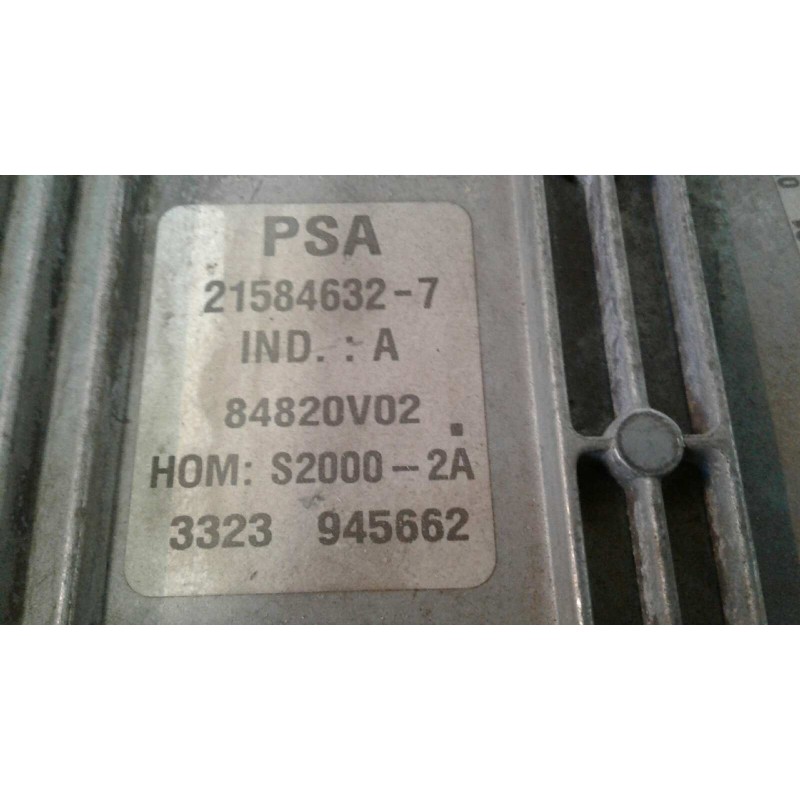 PSA
21584632-7
IND. : A
84820V02
HOM: S2000-2A
3323 945662